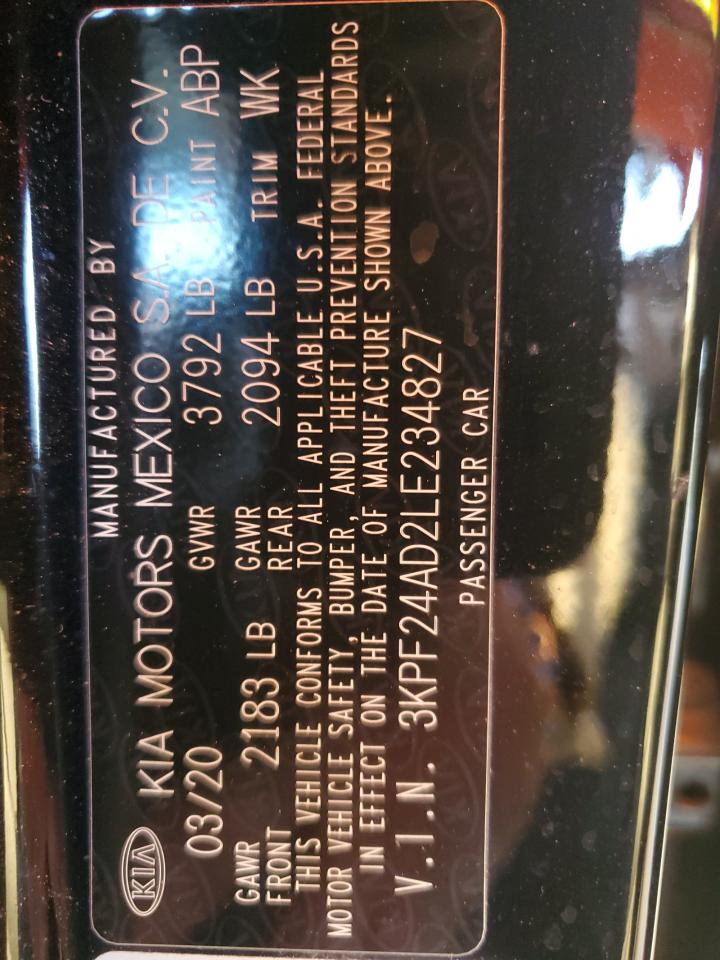 MANUFACTURED BY
KIA KIA MOTORS MEXICO S.A. DE C.V.
03/20 GVWR 3792 LB PAINT ABP
GAWR FRONT 2183 LB GAWR REAR 2094 LB TRIM WK
THIS VEHICLE CONFORMS TO ALL APPLICABLE U.S.A. FEDERAL
MOTOR VEHICLE SAFETY, BUMPER, AND THEFT PREVENTION STANDARDS
IN EFFECT ON THE DATE OF MANUFACTURE SHOWN ABOVE.
V.I.N. 3KPF24AD2LE234827
PASSENGER CAR